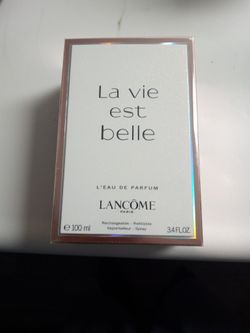 La vie
est
belle
L'EAU DE PARFUM
LANCÔME
PARIS
Rechargeable - Refillable
Vaporisateur - Spray
e 100 ml
3.4 FL.OZ.